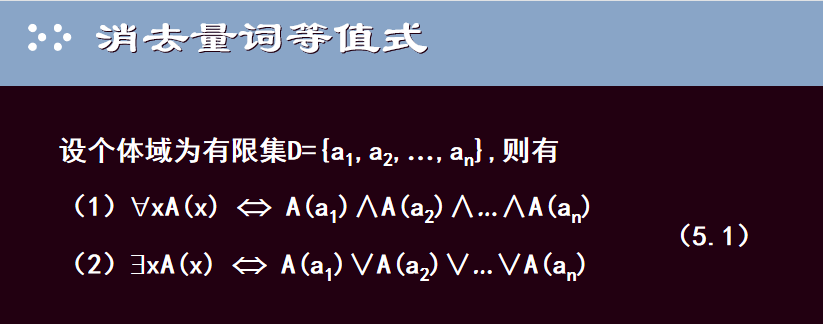 消去量词等值式
设个体域为有限集D={a₁,a₂,…,aₙ},则有
（1）∀xA(x) ⇔ A(a₁)∧A(a₂)∧…∧A(aₙ)
（5.1）
（2）∃xA(x) ⇔ A(a₁)∨A(a₂)∨…∨A(aₙ)